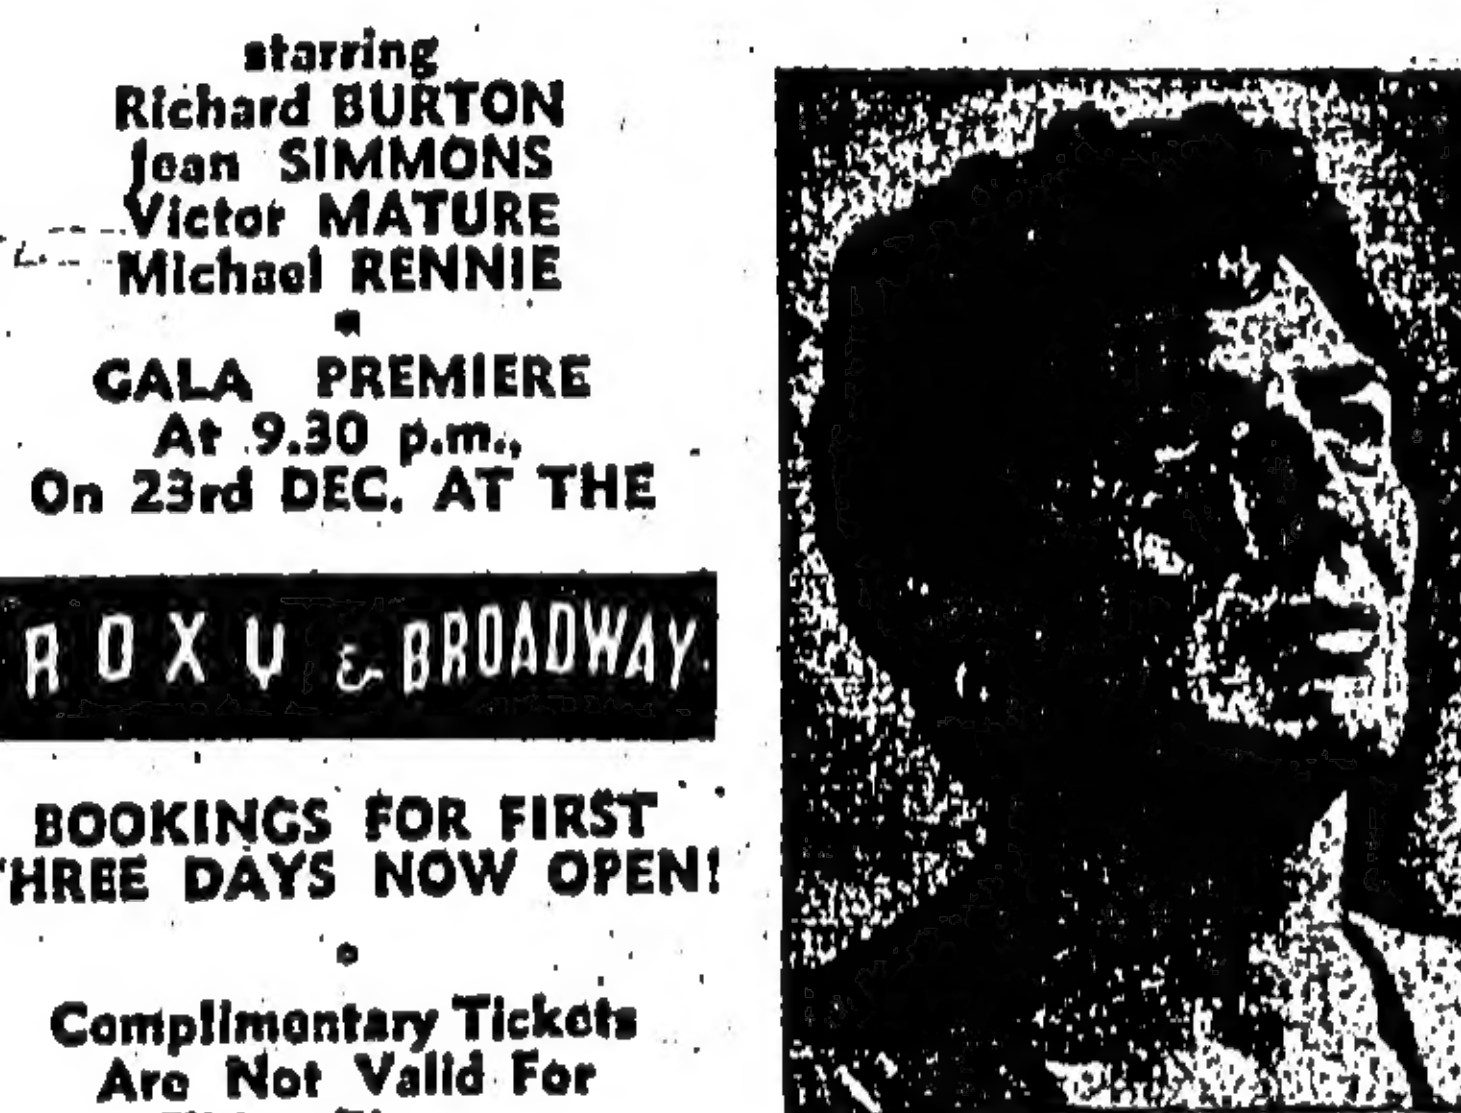 starring
Richard BURTON
Jean SIMMONS
Victor MATURE
Michael RENNIE
GALA PREMIERE
At 9.30 p.m.,
On 23rd DEC. AT THE
ROXY & BROADWAY
BOOKINGS FOR FIRST
THREE DAYS NOW OPEN!
Complimentary Tickets
Are Not Valid For